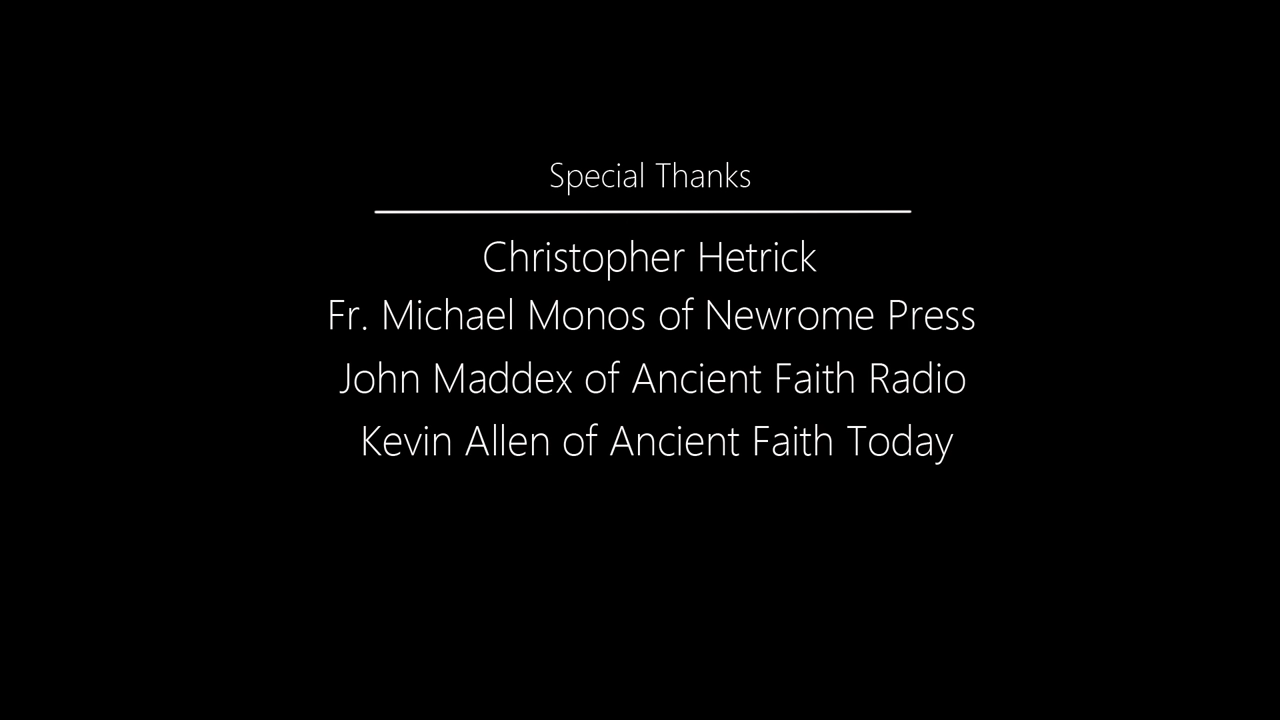 Special Thanks
Christopher Hetrick
Fr. Michael Monos of Newrome Press
John Maddex of Ancient Faith Radio
Kevin Allen of Ancient Faith Today